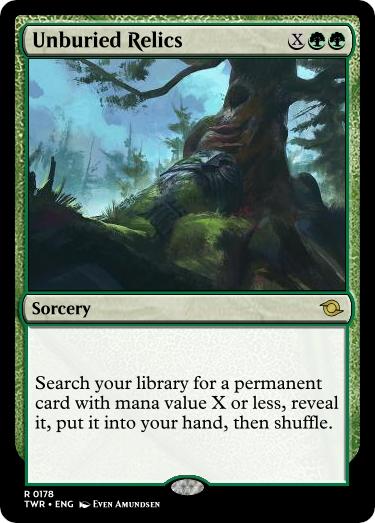 Unburied Relics X
Sorcery
Search your library for a permanent
card with mana value X or less, reveal
it, put it into your hand, then shuffle.
R 0178
TWR • ENG Even Amundsen